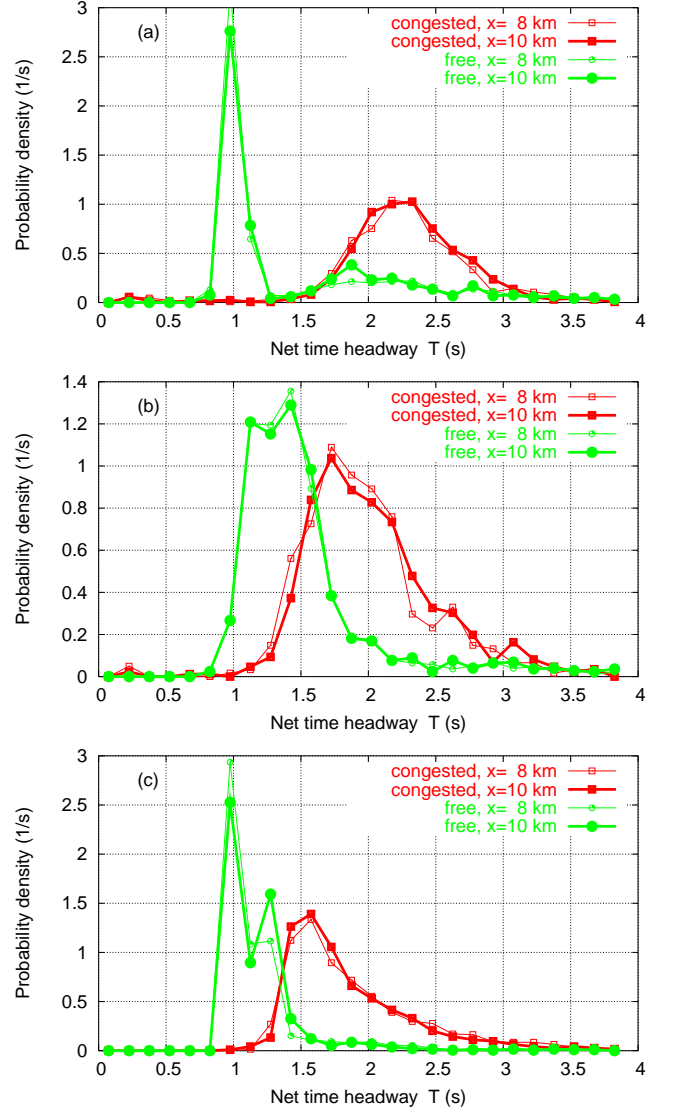 (a)
congested, x= 8 km
congested, x=10 km
free, x= 8 km
free, x=10 km
Probability density (1/s)
3
2.5
2
1.5
1
0.5
0
0 0.5 1 1.5 2 2.5 3 3.5 4
Net time headway T (s)
(b)
congested, x= 8 km
congested, x=10 km
free, x= 8 km
free, x=10 km
Probability density (1/s)
1.4
1.2
1
0.8
0.6
0.4
0.2
0
0 0.5 1 1.5 2 2.5 3 3.5 4
Net time headway T (s)
(c)
congested, x= 8 km
congested, x=10 km
free, x= 8 km
free, x=10 km
Probability density (1/s)
3
2.5
2
1.5
1
0.5
0
0 0.5 1 1.5 2 2.5 3 3.5 4
Net time headway T (s)